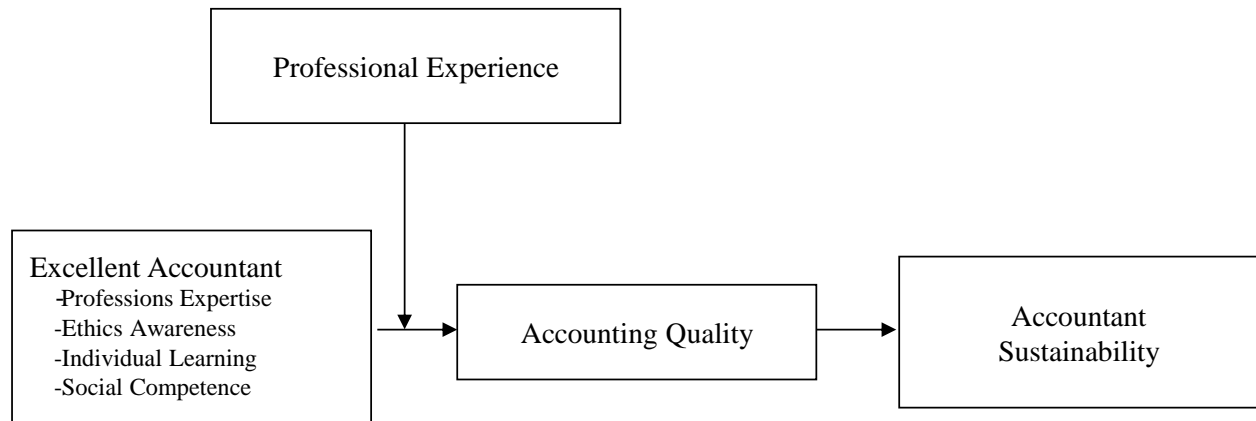 Professional Experience
Excellent Accountant
-Professions Expertise
-Ethics Awareness
-Individual Learning
-Social Competence
Accounting Quality
Accountant
Sustainability